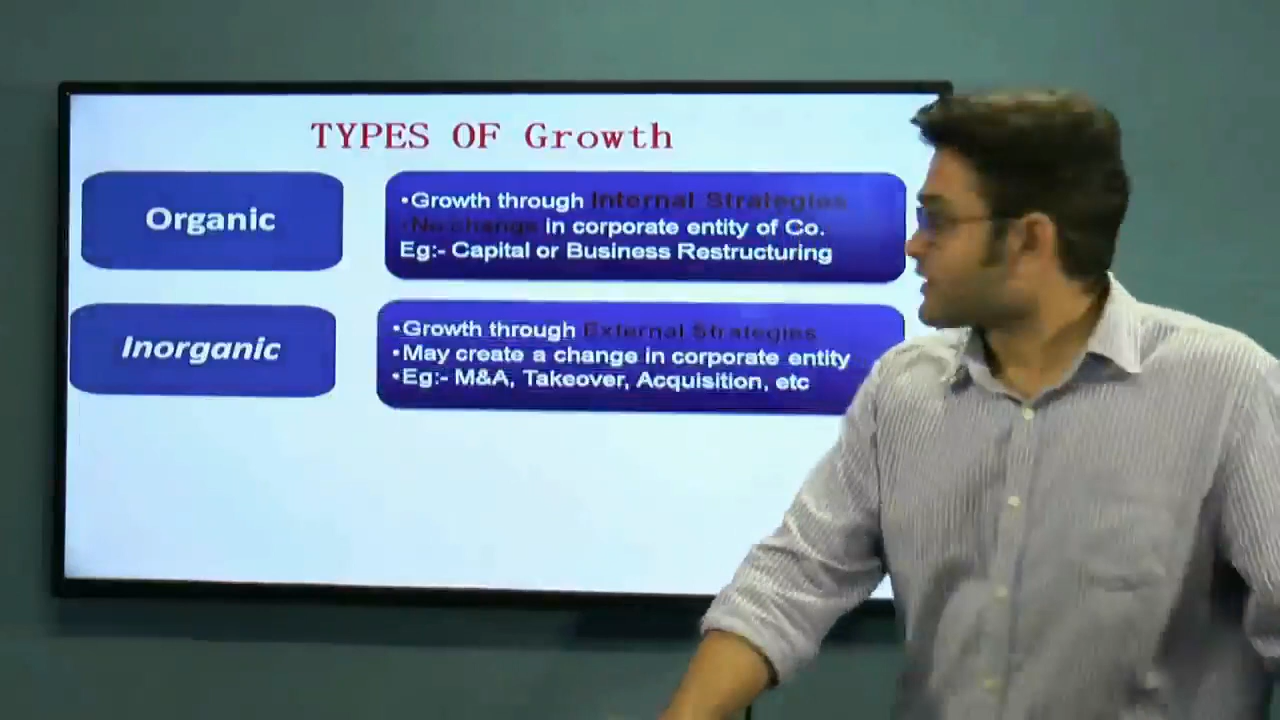 TYPES OF Growth
Organic
•Growth through Internal Strategies
•No change in corporate entity of Co.
Eg:- Capital or Business Restructuring
Inorganic
•Growth through External Strategies
•May create a change in corporate entity
•Eg:- M&A, Takeover, Acquisition, etc